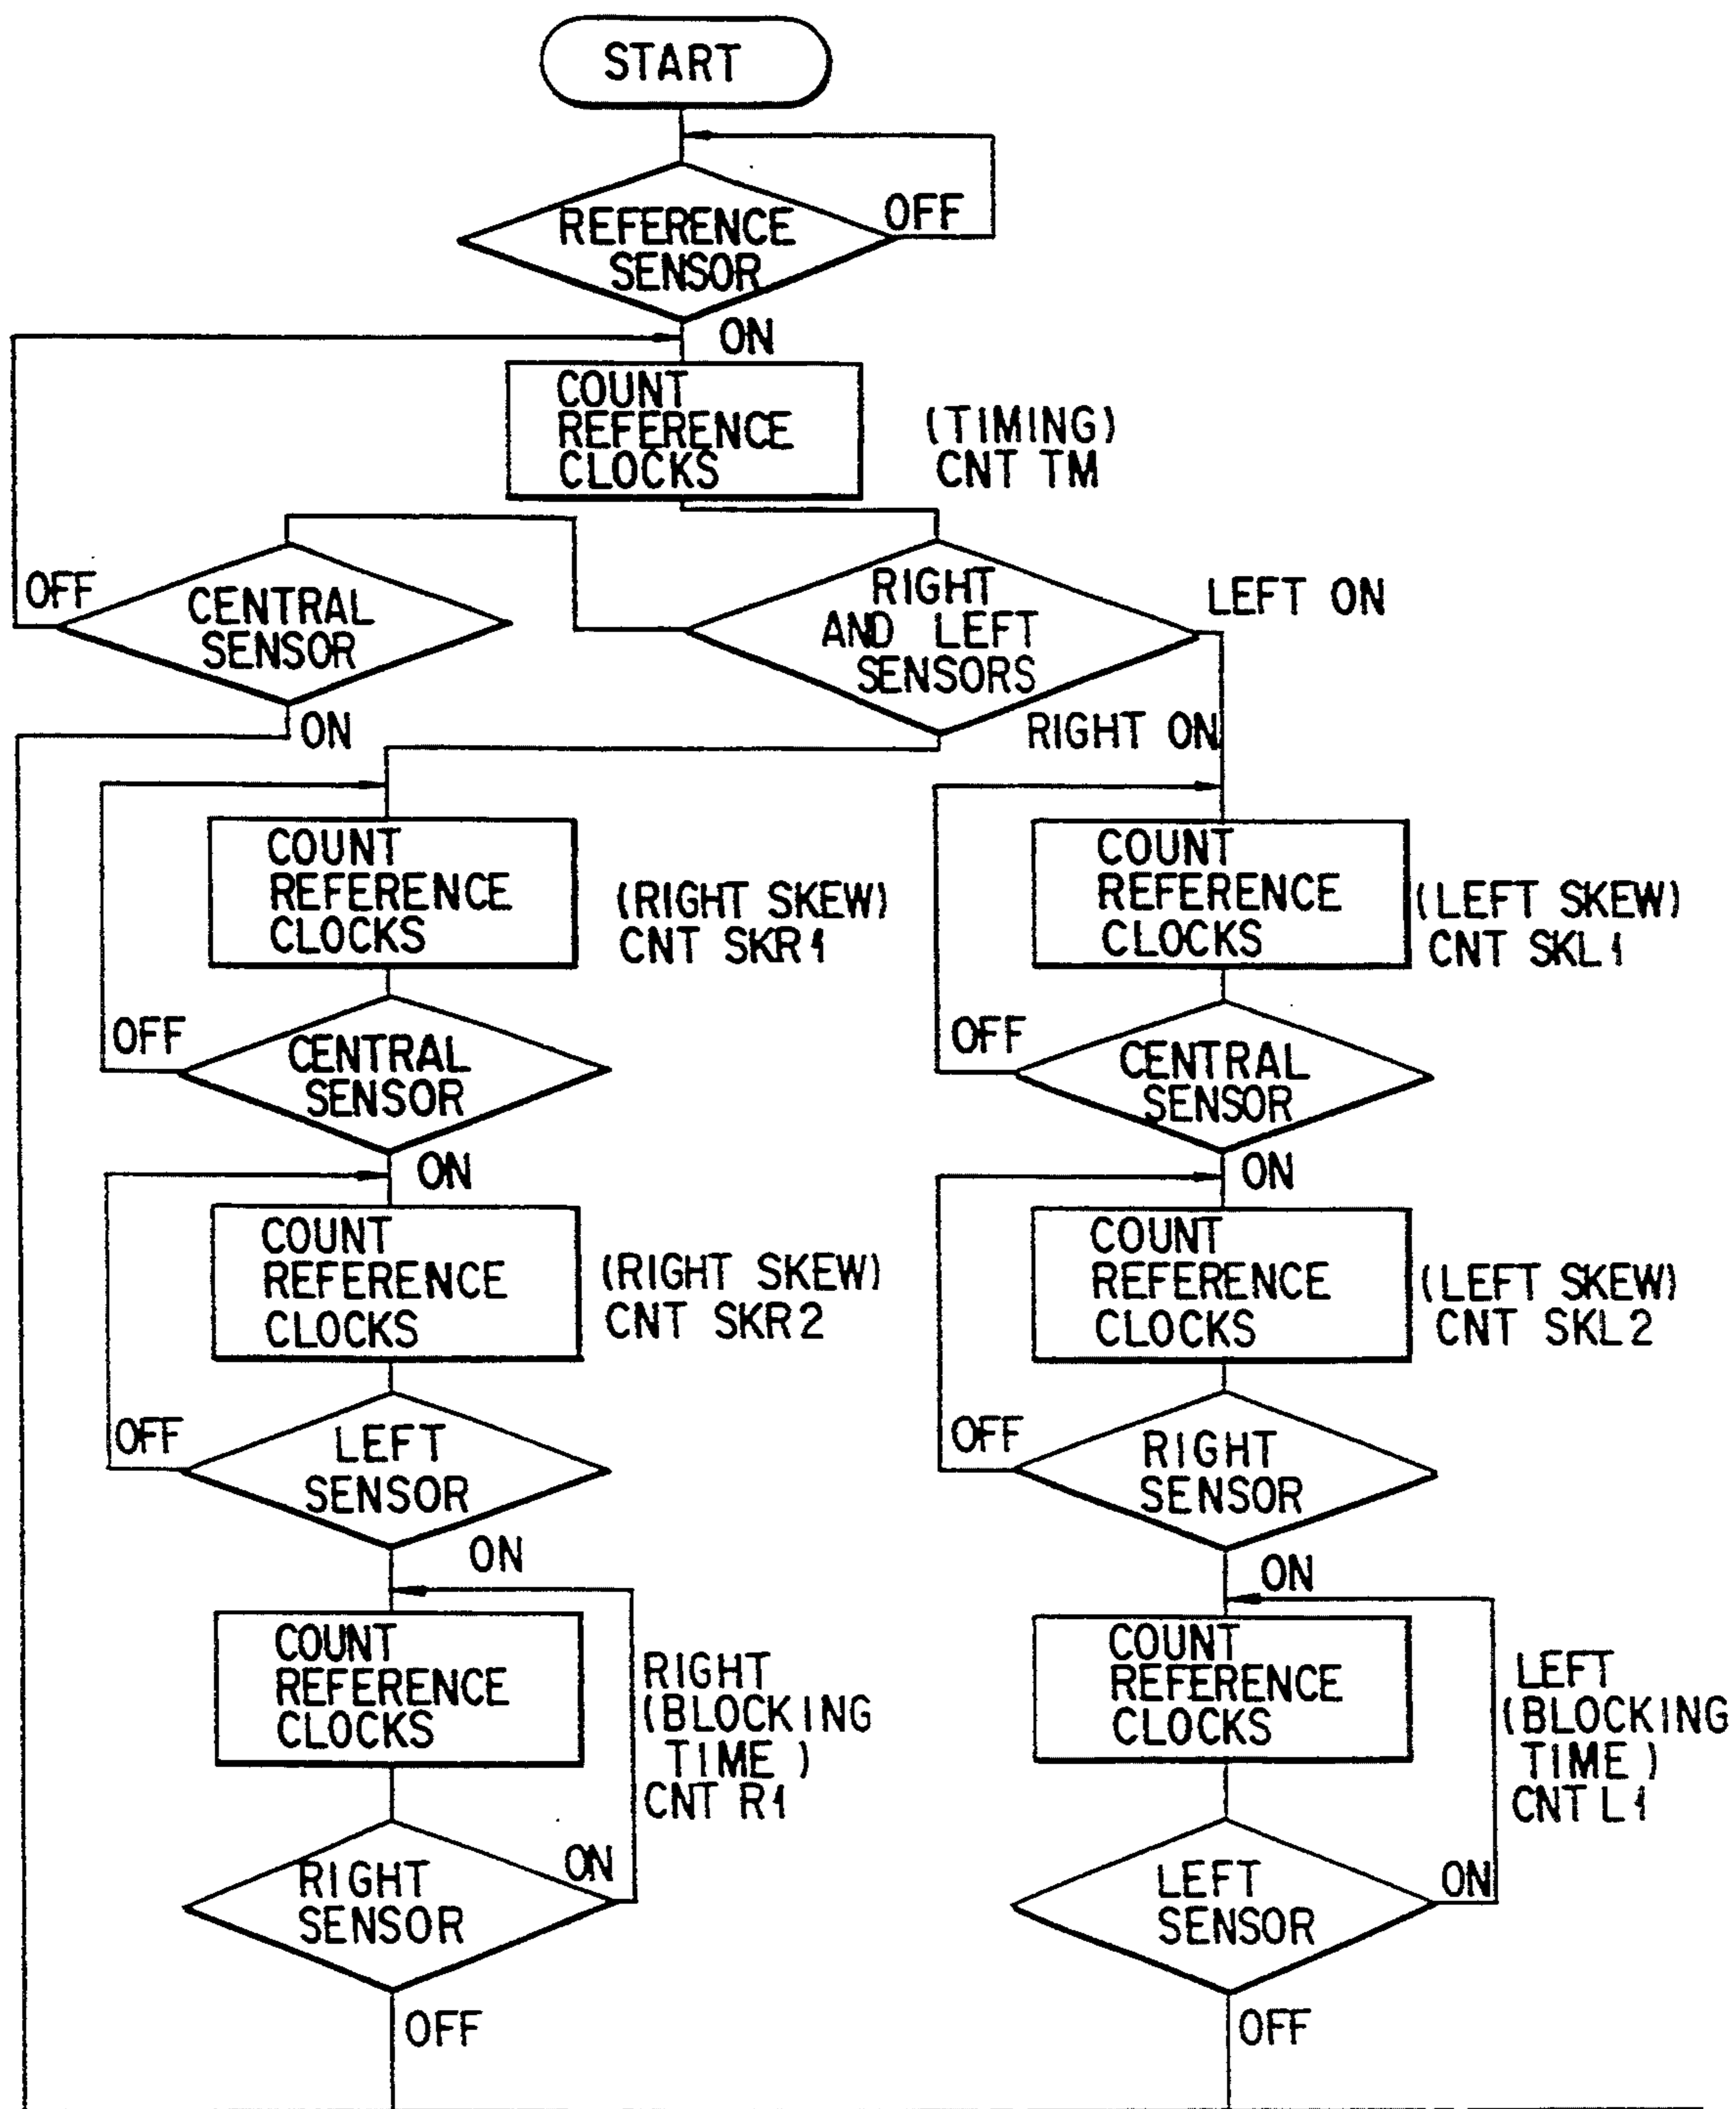 START
REFERENCE
SENSOR
OFF
ON
COUNT
REFERENCE
CLOCKS
(TIMING)
CNT TM
OFF
CENTRAL
SENSOR
ON
RIGHT
AND LEFT
SENSORS
LEFT ON
RIGHT ON
COUNT
REFERENCE
CLOCKS
(RIGHT SKEW)
CNT SKR1
COUNT
REFERENCE
CLOCKS
(LEFT SKEW)
CNT SKL1
OFF
CENTRAL
SENSOR
ON
OFF
CENTRAL
SENSOR
ON
COUNT
REFERENCE
CLOCKS
(RIGHT SKEW)
CNT SKR2
COUNT
REFERENCE
CLOCKS
(LEFT SKEW)
CNT SKL2
OFF
LEFT
SENSOR
ON
OFF
RIGHT
SENSOR
ON
COUNT
REFERENCE
CLOCKS
RIGHT
(BLOCKING
TIME)
CNT R1
COUNT
REFERENCE
CLOCKS
LEFT
(BLOCKING
TIME)
CNT L1
RIGHT
SENSOR
ON
OFF
LEFT
SENSOR
ON
OFF